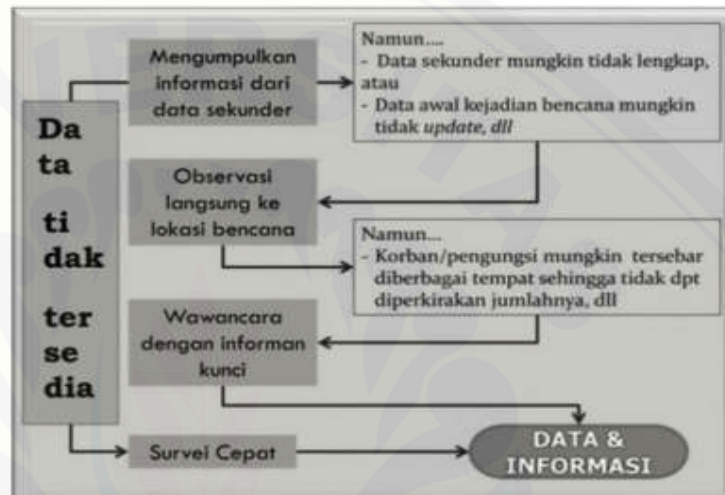 Da
ta
ti
dak
ter
se
dia
Mengumpulkan
informasi dari
data sekunder
Namun....
- Data sekunder mungkin tidak lengkap,
atau
- Data awal kejadian bencana mungkin
tidak update, dll
Observasi
langsung ke
lokasi bencana
Namun...
- Korban/pengungsi mungkin tersebar
diberbagai tempat sehingga tidak dpt
diperkirakan jumlahnya, dll
Wawancara
dengan informan
kunci
Survei Cepat
DATA &
INFORMASI